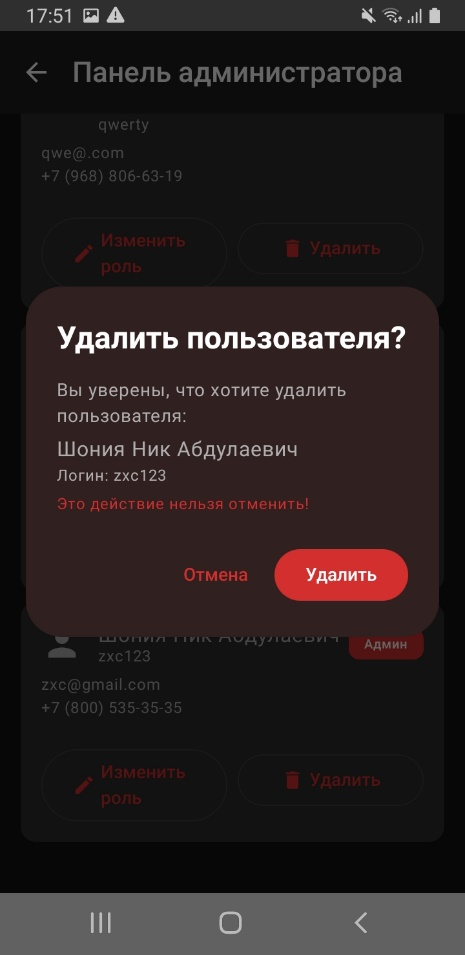 17:51
Панель администратора
qwerty
qwe@.com
+7 (968) 806-63-19
Изменить
роль
Удалить
Удалить пользователя?
Вы уверены, что хотите удалить
пользователя:
Шония Ник Абдулаевич
Логин: zxc123
Это действие нельзя отменить!
Отмена
Удалить
Шония Ник Абдулаевич
Админ
zxc123
zxc@gmail.com
+7 (800) 535-35-35
Изменить
роль
Удалить